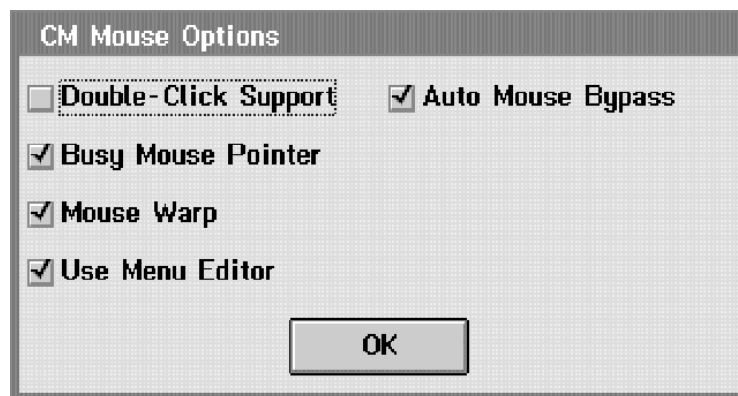 CM Mouse Options
Double-Click Support
Auto Mouse Bypass
Busy Mouse Pointer
Mouse Warp
Use Menu Editor
OK